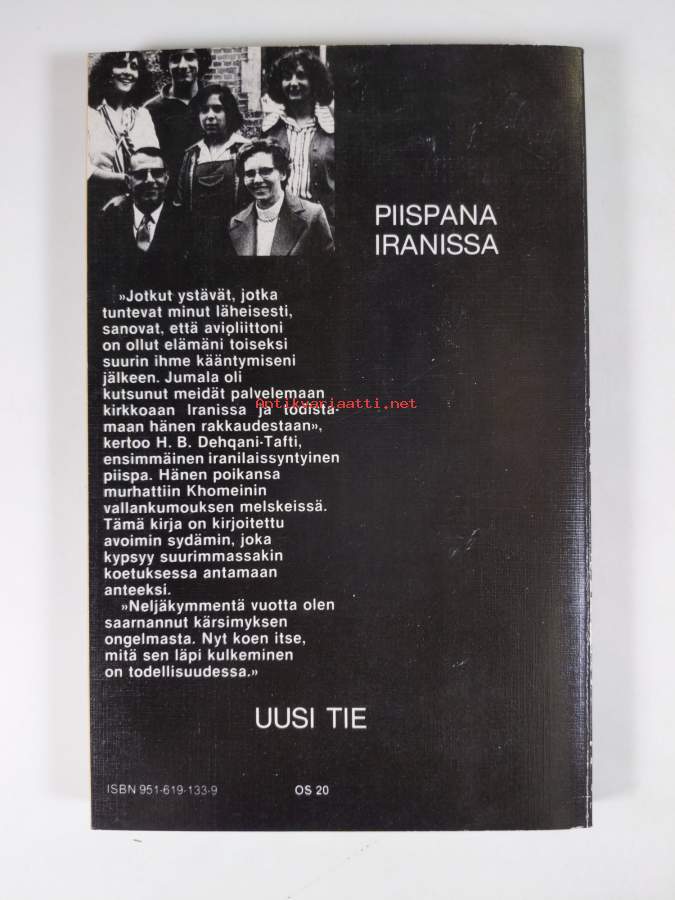 PIISPANA
IRANISSA
»Jotkut ystävät, jotka
tuntevat minut läheisesti,
sanovat, että avioliittoni
on ollut elämäni toiseksi
suurin ihme kääntymiseni
jälkeen. Jumala oli
kutsunut meidät palvelemaan
kirkkoaan Iranissa ja todista-
maan hänen rakkaudestaan»,
kertoo H. B. Dehqani-Tafti,
ensimmäinen iranilaissyntyinen
piispa. Hänen poikansa
murhattiin Khomeinin
vallankumouksen melskeissä.
Tämä kirja on kirjoitettu
avoimin sydämin, joka
kypsyy suurimmassakin
koetuksessa antamaan
anteeksi.
»Neljäkymmentä vuotta olen
saarnannut kärsimyksen
ongelmasta. Nyt koen itse,
mitä sen läpi kulkeminen
on todellisuudessa.»
UUSI TIE
ISBN 951-619-133-9 OS 20
Antikvariaatti.net